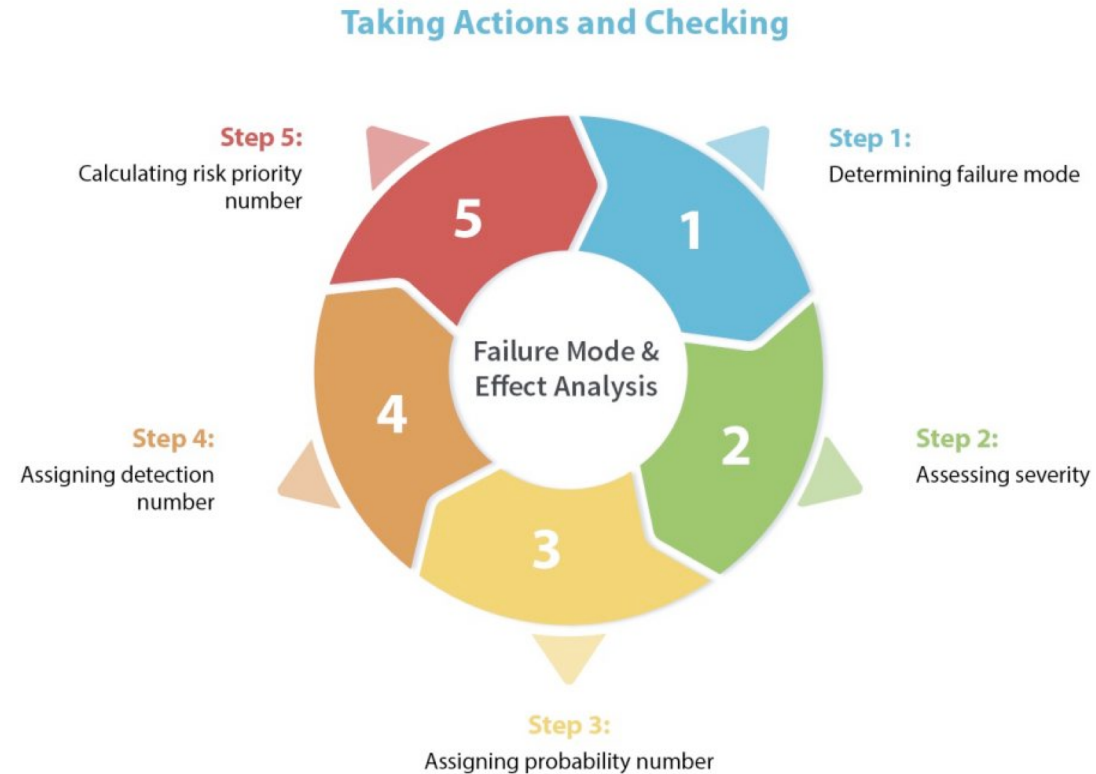 Taking Actions and Checking
Step 1:
Determining failure mode
Step 2:
Assessing severity
Step 3:
Assigning probability number
Step 4:
Assigning detection
number
Step 5:
Calculating risk priority
number
1
2
3
4
5
Failure Mode &
Effect Analysis